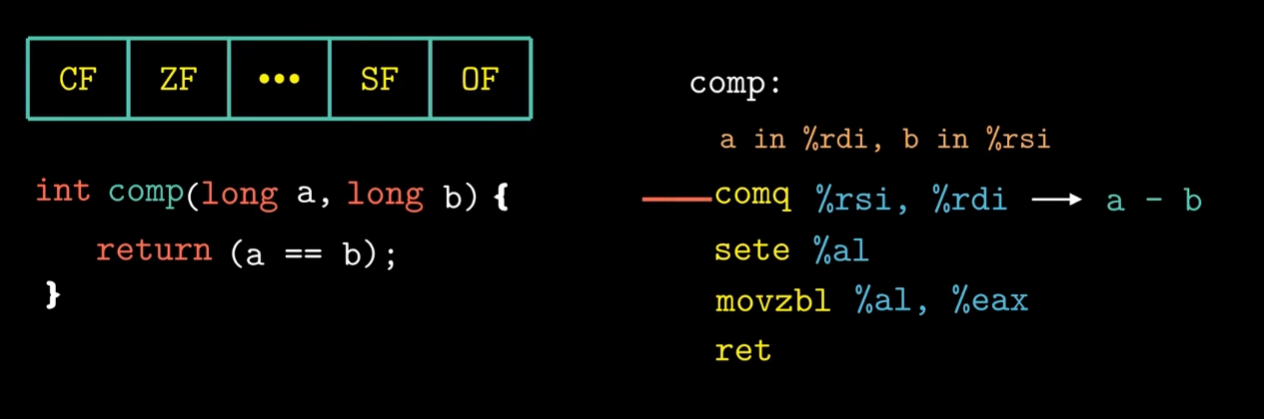 CF ZF ••• SF OF
int comp(long a, long b) {
return (a == b);
}
comp:
a in %rdi, b in %rsi
comq %rsi, %rdi → a - b
sete %al
movzbl %al, %eax
ret